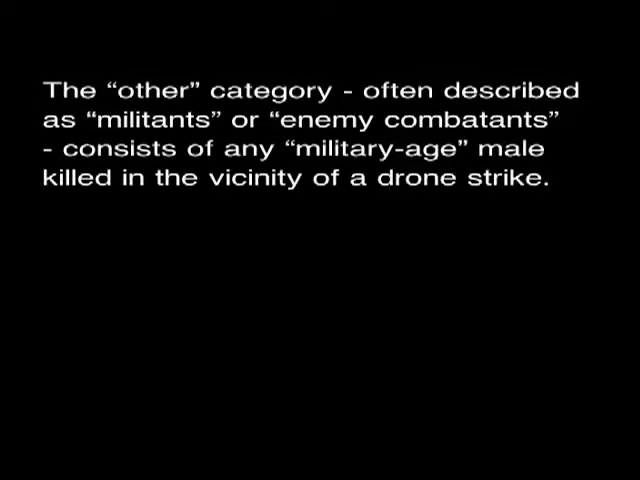 The “other” category - often described
as “militants” or “enemy combatants”
- consists of any “military-age” male
killed in the vicinity of a drone strike.